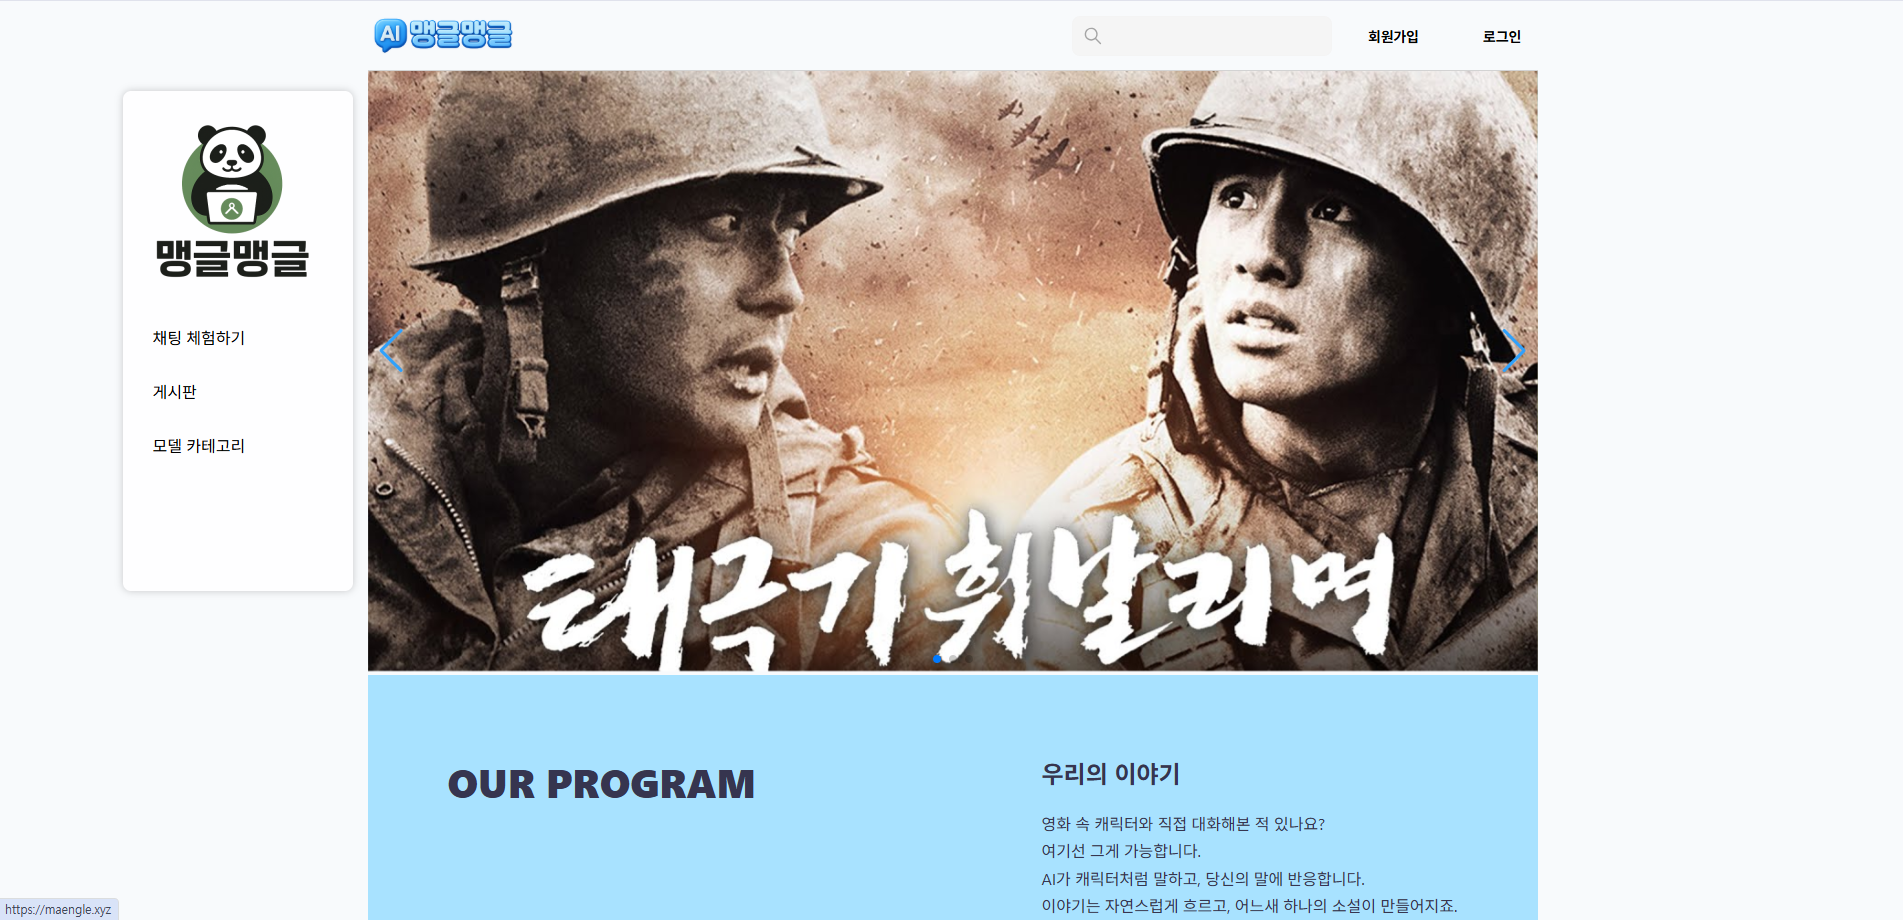 AI 맹글맹글
회원가입
로그인
맹글맹글
채팅 체험하기
게시판
모델 카테고리
태극기 휘날리며
OUR PROGRAM
우리의 이야기
영화 속 캐릭터와 직접 대화해본 적 있나요?
여기선 그게 가능합니다.
AI가 캐릭터처럼 말하고, 당신의 말에 반응합니다.
이야기는 자연스럽게 흐르고, 어느새 하나의 소설이 만들어지죠.
https://maengle.xyz